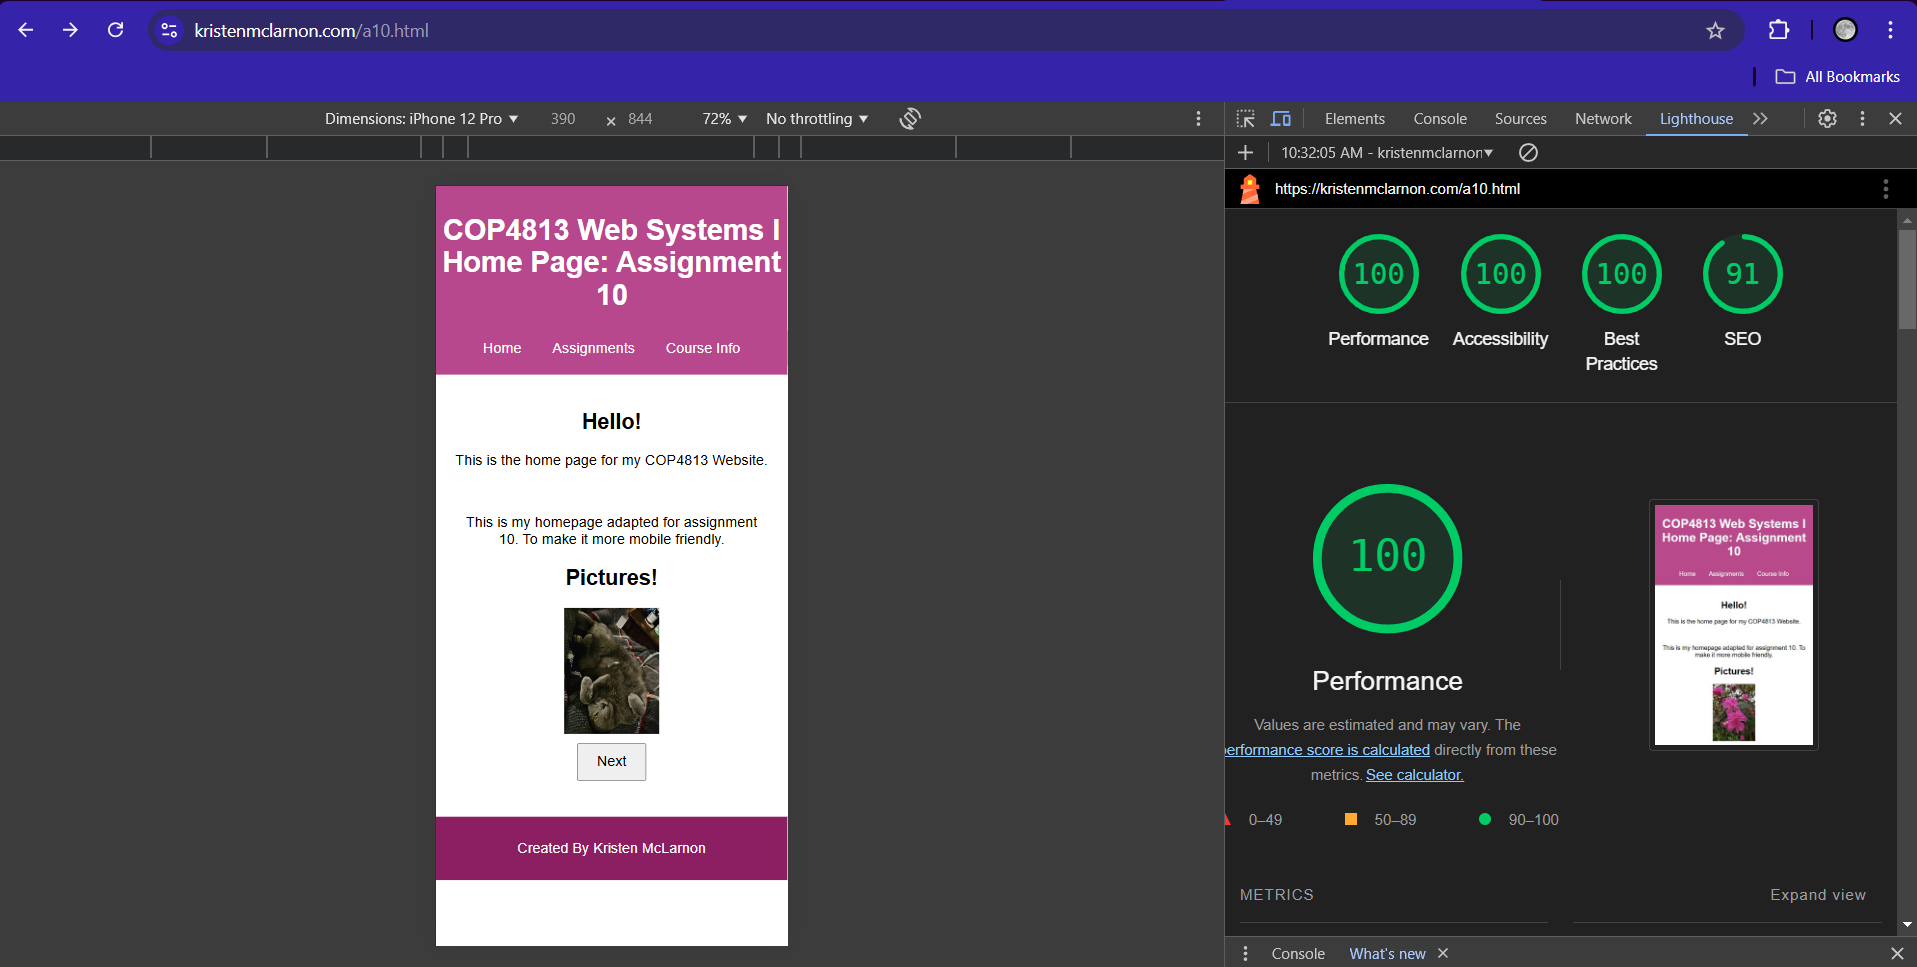 kristenmclarnon.com/a10.html
All Bookmarks
Dimensions: iPhone 12 Pro ▼ 390 × 844 72% ▼ No throttling ▼
Elements Console Sources Network Lighthouse
10:32:05 AM - kristenmclarnon ▼
https://kristenmclarnon.com/a10.html
COP4813 Web Systems I
Home Page: Assignment
10
Home Assignments Course Info
Hello!
This is the home page for my COP4813 Website.
This is my homepage adapted for assignment
10. To make it more mobile friendly.
Pictures!
Next
Created By Kristen McLarnon
100 100 100 91
Performance Accessibility Best
Practices SEO
100
Performance
Values are estimated and may vary. The
performance score is calculated directly from these
metrics. See calculator.
0–49 50–89 90–100
COP4813 Web Systems I
Home Page: Assignment
10
Home Assignments Course Info
Hello!
This is the home page for my COP4813 Website.
This is my homepage adapted for assignment 10. To
make it more mobile friendly.
Pictures!
METRICS Expand view
Console What's new